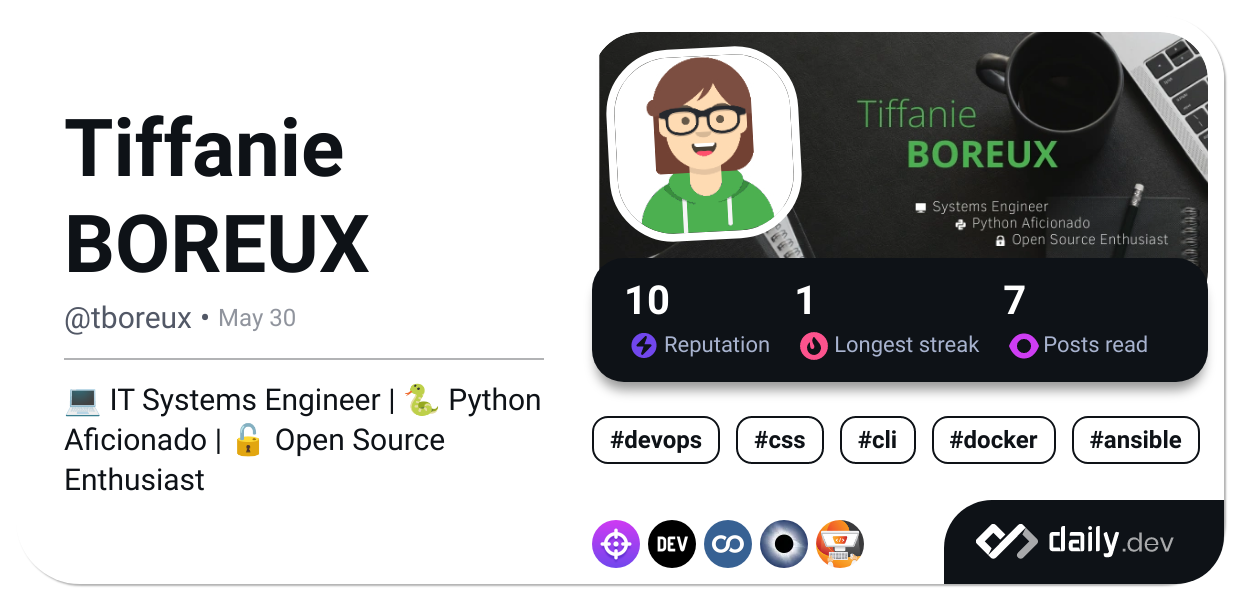 Tiffanie
BOREUX
@tboreux • May 30
💻 IT Systems Engineer | 🐍 Python
Aficionado | 🔓 Open Source
Enthusiast
Tiffanie
BOREUX
Systems Engineer
Python Aficionado
Open Source Enthusiast
10 1 7
Reputation Longest streak Posts read
#devops #css #cli #docker #ansible
DEV
daily.dev